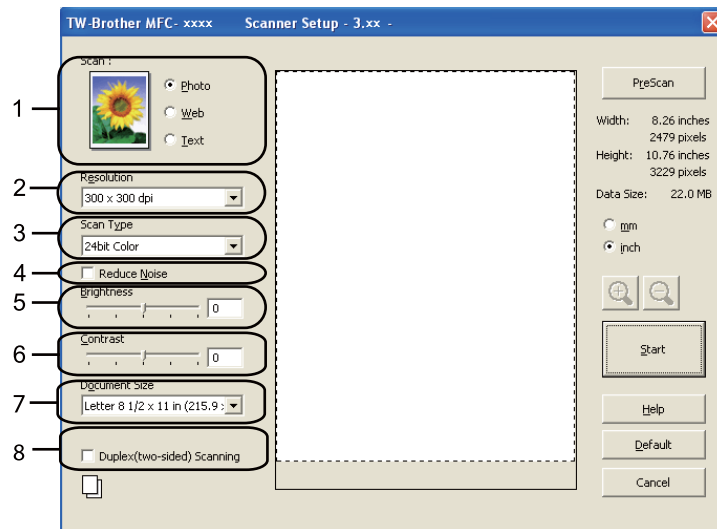 TW-Brother MFC- xxxx Scanner Setup - 3.xx -
Scan :
1
Photo
Web
Text
2
Resolution
300 x 300 dpi
3
Scan Type
24bit Color
4
Reduce Noise
5
Brightness
0
6
Contrast
0
7
Document Size
Letter 8 1/2 x 11 in (215.9 :
8
Duplex(two-sided) Scanning
PreScan
Width: 8.26 inches
2479 pixels
Height: 10.76 inches
3229 pixels
Data Size: 22.0 MB
mm
inch
Start
Help
Default
Cancel